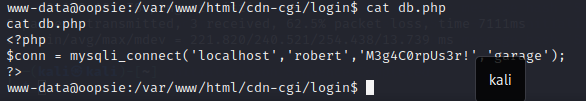 www-data@oopsie:/var/www/html/cdn-cgi/login$ cat db.php
cat db.php
<?php
$conn = mysqli_connect('localhost','robert','M3g4C0rpUs3r!','garage');
?>
www-data@oopsie:/var/www/html/cdn-cgi/login$
kali